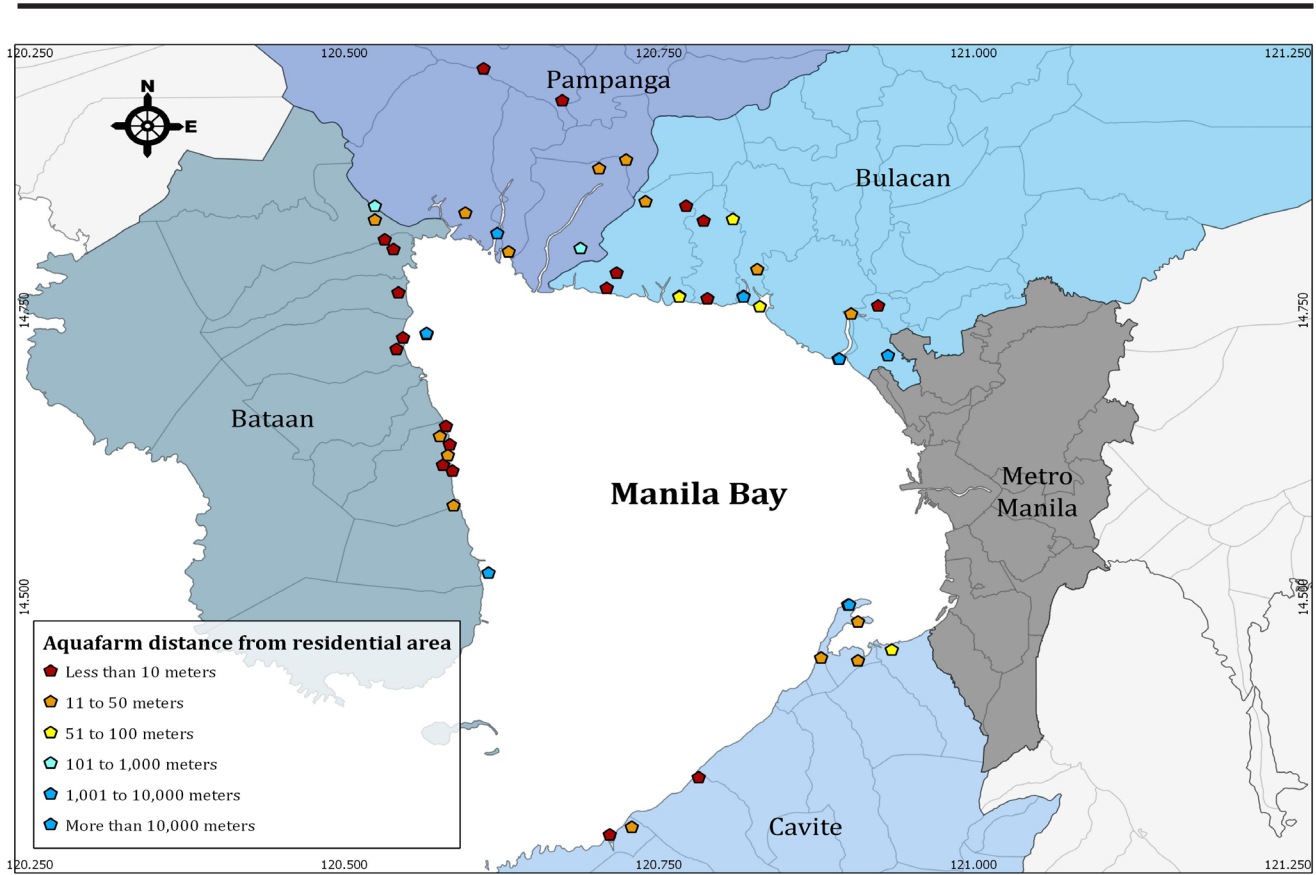 120.250
120.500
120.750
121.000
121.250
N
E
Pampanga
Bulacan
14.750
14.750
Bataan
Metro
Manila
Manila Bay
14.500
14.500
Aquafarm distance from residential area
Less than 10 meters
11 to 50 meters
51 to 100 meters
101 to 1,000 meters
1,001 to 10,000 meters
More than 10,000 meters
Cavite
120.250
120.500
120.750
121.000
121.250